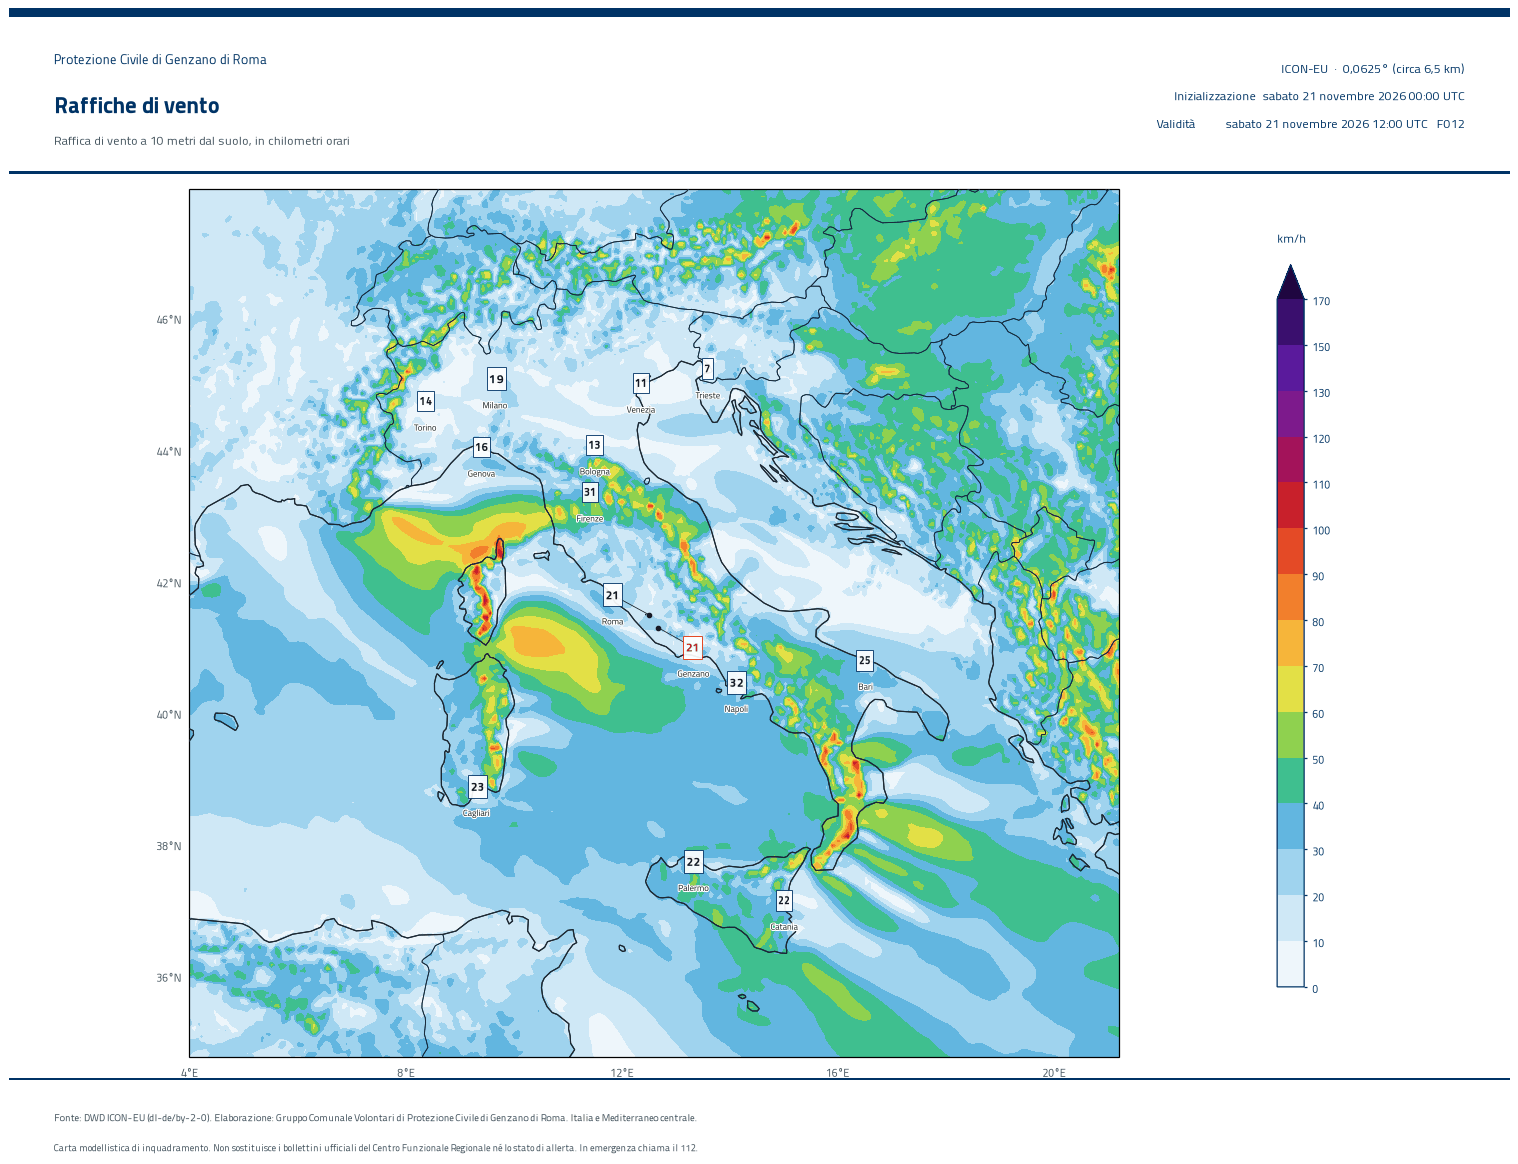 Protezione Civile di Genzano di Roma
Raffiche di vento
Raffica di vento a 10 metri dal suolo, in chilometri orari
ICON-EU · 0,0625° (circa 6,5 km)
Inizializzazione sabato 21 novembre 2026 00:00 UTC
Validità sabato 21 novembre 2026 12:00 UTC F012
km/h
170
150
130
120
110
100
90
80
70
60
50
40
30
20
10
0
46°N
44°N
42°N
40°N
38°N
36°N
4°E
8°E
12°E
16°E
20°E
7
Trieste
11
Venezia
19
Milano
14
Torino
16
Genova
13
Bologna
31
Firenze
21
Roma
21
Genzano
32
Napoli
25
Bari
23
Cagliari
22
Palermo
22
Catania
Fonte: DWD ICON-EU (dl-de/by-2-0). Elaborazione: Gruppo Comunale Volontari di Protezione Civile di Genzano di Roma. Italia e Mediterraneo centrale.
Carta modellistica di inquadramento. Non sostituisce i bollettini ufficiali del Centro Funzionale Regionale né lo stato di allerta. In emergenza chiama il 112.